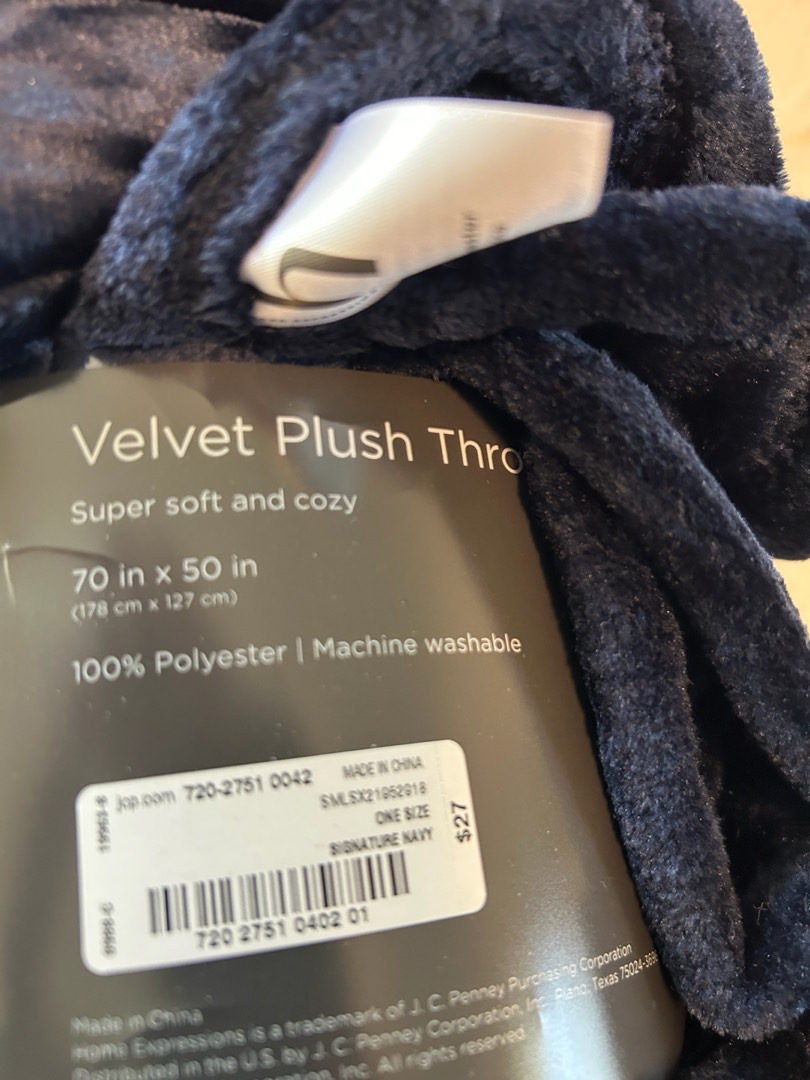 Velvet Plush Thro
Super soft and cozy
70 in x 50 in
(178 cm x 127 cm)
100% Polyester | Machine washable
jcp.com 720-2751 0042 MADE IN CHINA
SMLSX21952918
ONE SIZE
SIGNATURE NAVY
$27
720 2751 0402 01
Made in China
Home Expressions is a trademark of J. C. Penney Purchasing Corporation
Distributed in the U.S. by J. C. Penney Corporation, Inc. Plano, Texas 75024
Inc. All rights reserved.